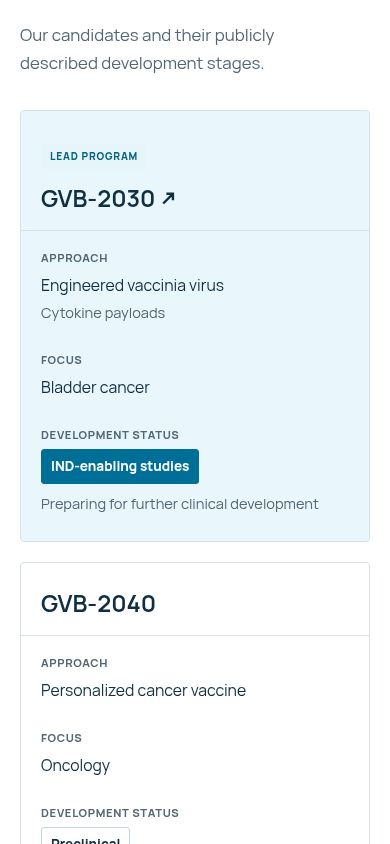 Our candidates and their publicly
described development stages.
LEAD PROGRAM
GVB-2030 ↗
APPROACH
Engineered vaccinia virus
Cytokine payloads
FOCUS
Bladder cancer
DEVELOPMENT STATUS
IND-enabling studies
Preparing for further clinical development
GVB-2040
APPROACH
Personalized cancer vaccine
FOCUS
Oncology
DEVELOPMENT STATUS
Preclinical